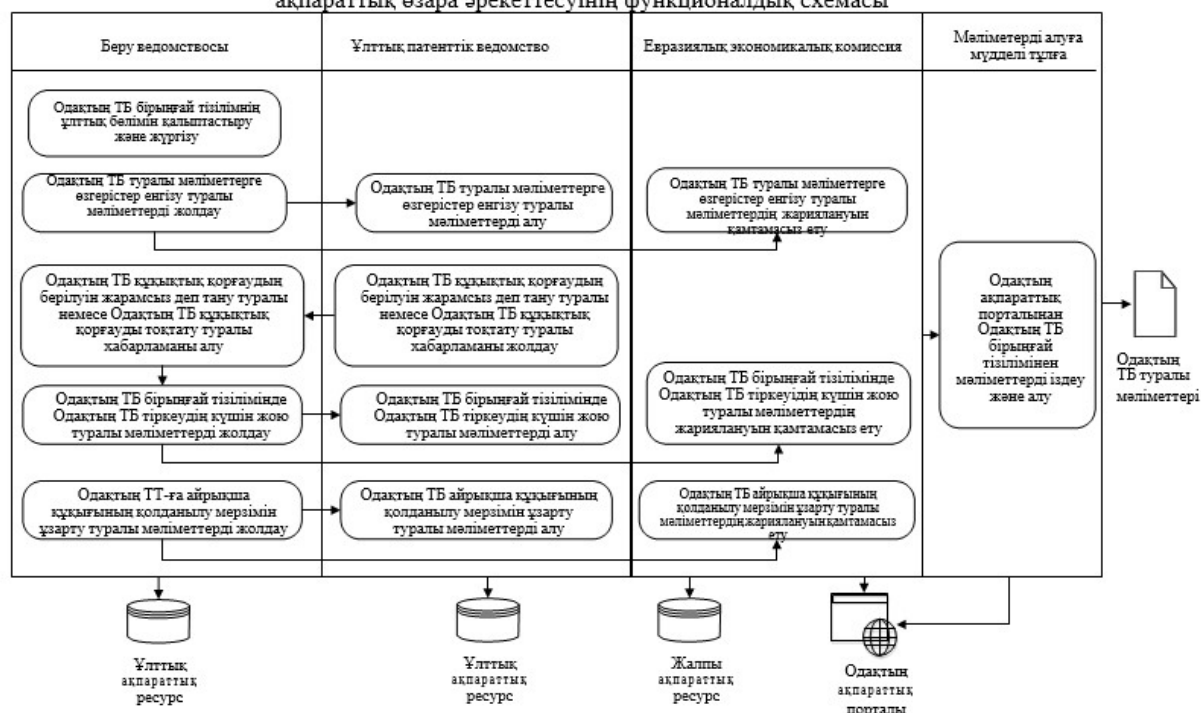 ақпараттық өзара әрекеттесуінің функционалдық схемасы
Беру ведомствосы
Ұлттық патенттік ведомство
Евразиялық экономикалық комиссия
Мәліметерді алуға
мүдделі тұлға
Одақтың ТБ бірыңғай тізілімнің
ұлттық бөлімін қалыптастыру
және жүргізу
Одақтың ТБ туралы мәліметтерге
өзгерістер енгізу туралы
мәліметтерді жолдау
Одақтың ТБ туралы мәліметтерге
өзгерістер енгізу туралы
мәліметтерді алу
Одақтың ТБ туралы мәліметтерге
өзгерістер енгізу туралы
мәліметтердің жариялануын
қамтамасыз ету
Одақтың ТБ құқықтық қорғаудың
берілуін жарамсыз деп тану туралы
немесе Одақтың ТБ құқықтық
қорғауды тоқтату туралы
хабарламаны алу
Одақтың ТБ құқықтық қорғаудың
берілуін жарамсыз деп тану туралы
немесе Одақтың ТБ құқықтық
қорғауды тоқтату туралы
хабарламаны жолдау
Одақтың
ақпараттық
порталынан
Одақтың ТБ
бірыңғай
тізілімінен
мәліметтерді іздеу
және алу
Одақтың
ТБ туралы
мәліметтері
Одақтың ТБ бірыңғай тізілімінде
Одақтың ТБ тіркеудің күшін жою
туралы мәліметтерді жолдау
Одақтың ТБ бірыңғай тізілімінде
Одақтың ТБ тіркеудің күшін жою
туралы мәліметтерді алу
Одақтың ТБ бірыңғай тізілімінде
Одақтың ТБ тіркеуідің күшін жою
туралы мәліметтердің
жариялануын қамтамасыз ету
Одақтың ТТ-ға айрықша
құқығының қолданылу мерзімін
ұзарту туралы мәліметтерді жолдау
Одақтың ТБ айрықша құқығының
қолданылу мерзімін ұзарту
туралы мәліметтерді алу
Одақтың ТБ айрықша құқығының
қолданылу мерзімін ұзарту туралы
мәліметтердің жариялануын қамтамасыз
ету
Ұлттық
ақпараттық
ресурс
Ұлттық
ақпараттық
ресурс
Жалпы
ақпараттық
ресурс
Одақтың
ақпараттық
порталы